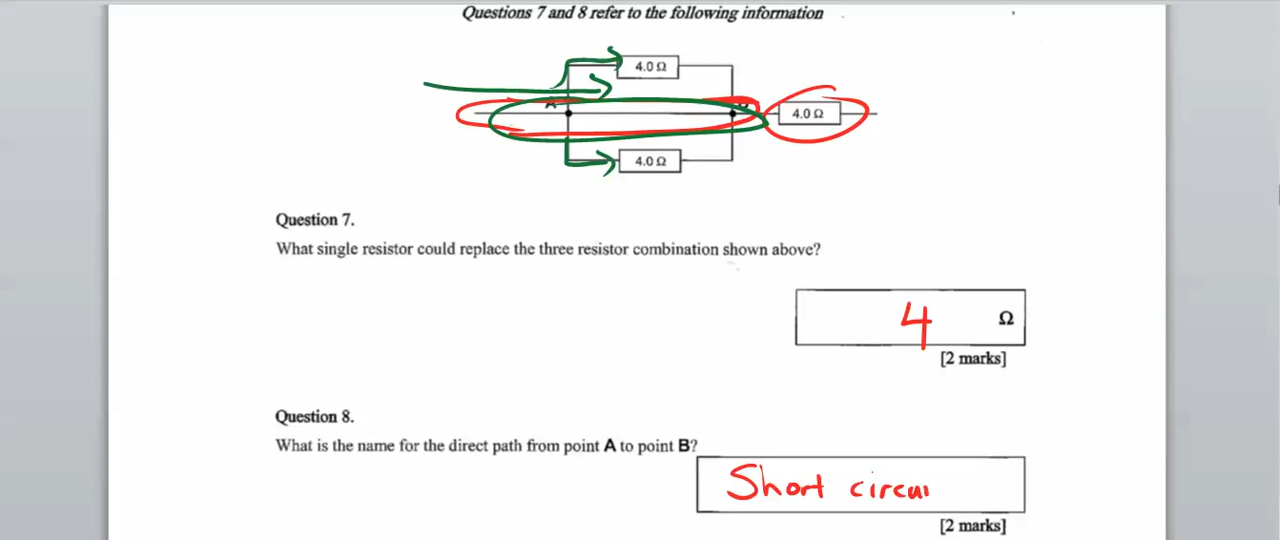 Questions 7 and 8 refer to the following information
4.0 Ω
4.0 Ω
4.0 Ω
Question 7.
What single resistor could replace the three resistor combination shown above?
4 Ω
[2 marks]
Question 8.
What is the name for the direct path from point A to point B?
Short circu
[2 marks]